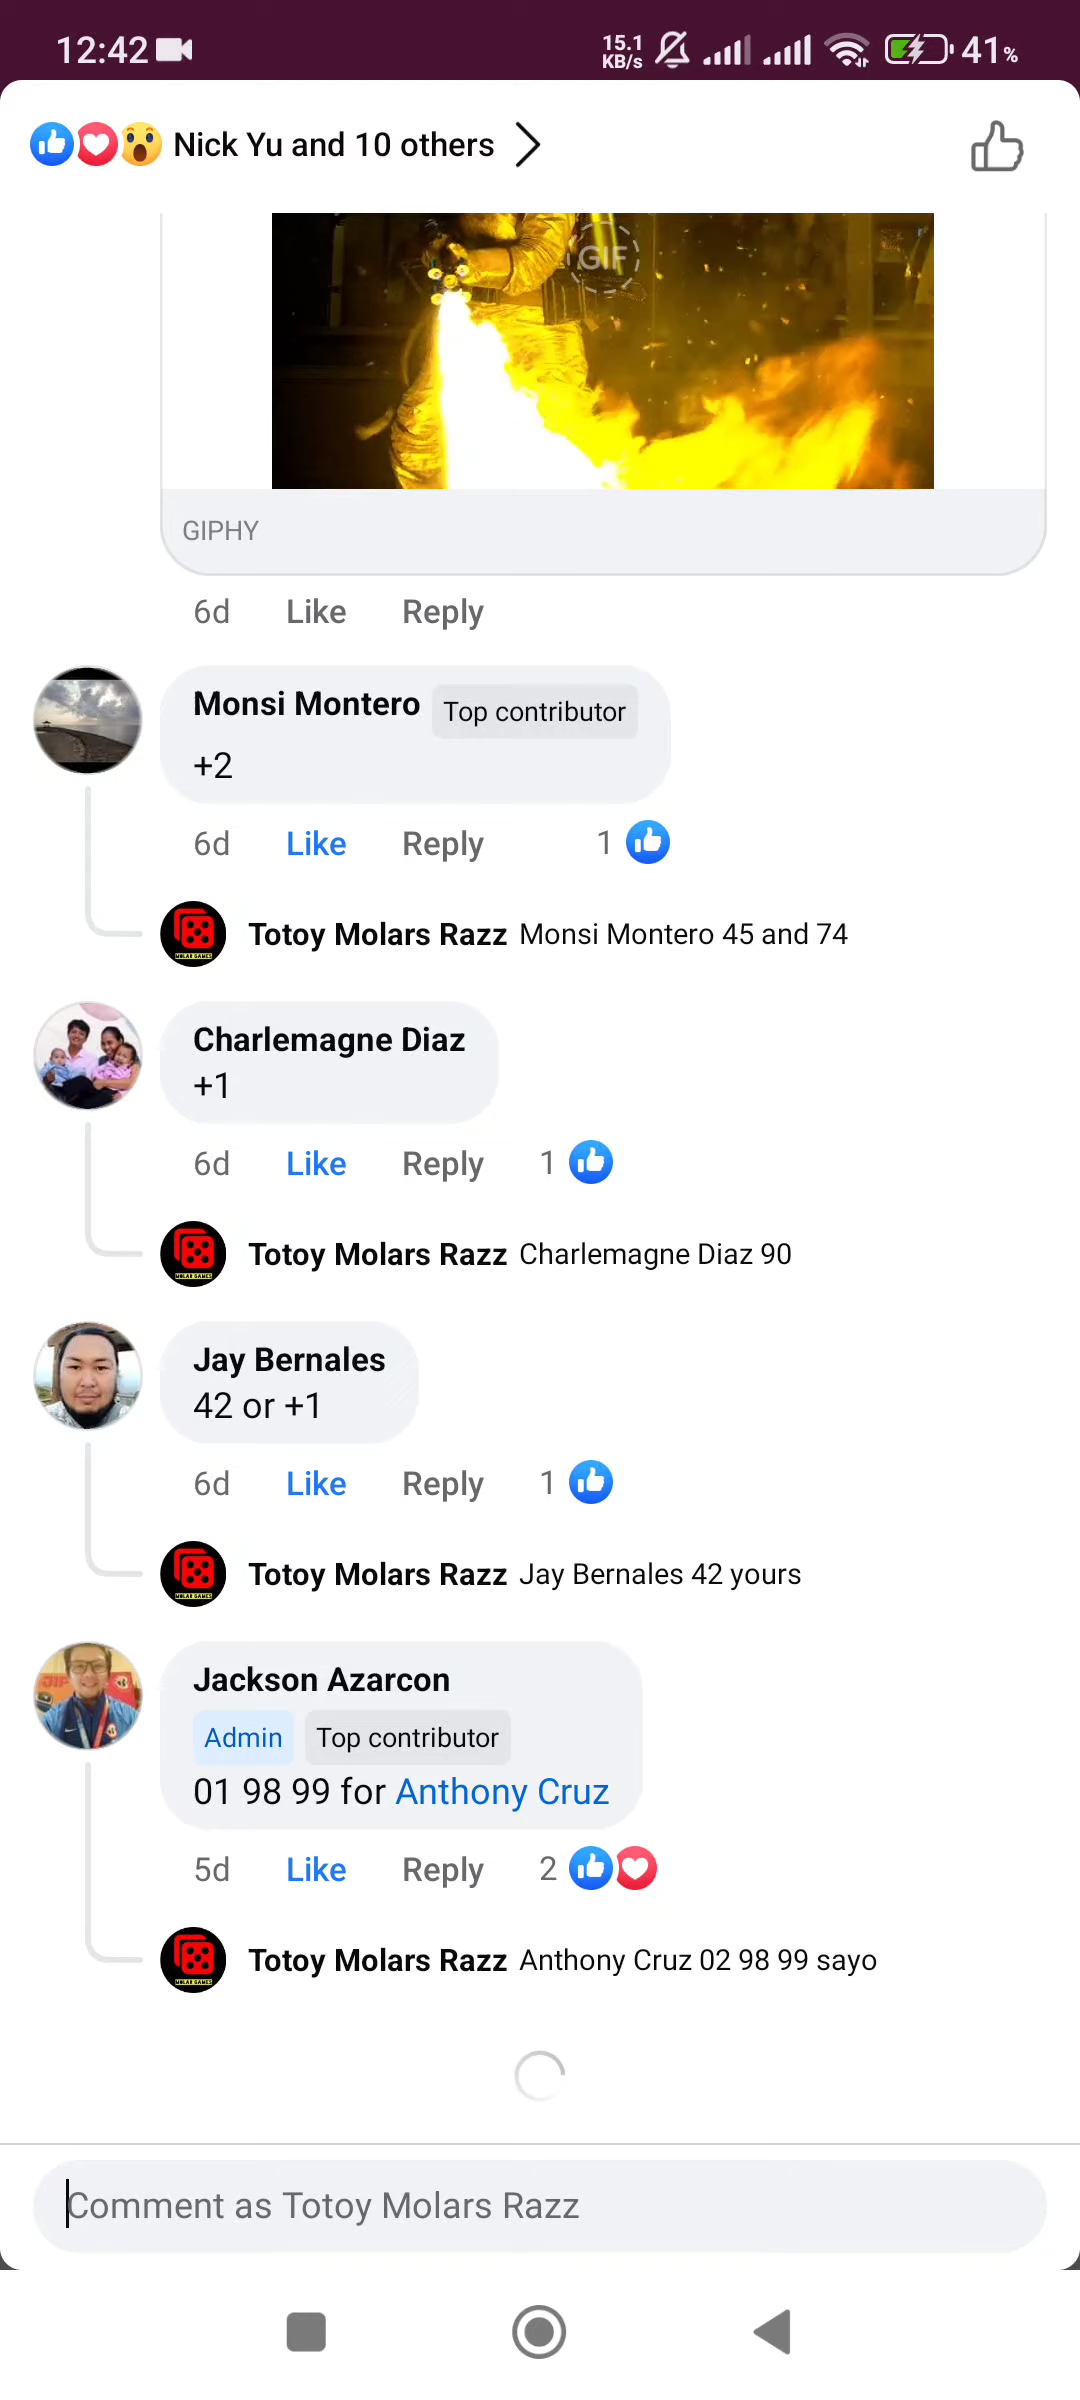 12:42 15.1 KB/s 41%
Nick Yu and 10 others
GIF
GIPHY
6d Like Reply
Monsi Montero Top contributor
+2
6d Like Reply 1
Totoy Molars Razz Monsi Montero 45 and 74
Charlemagne Diaz
+1
6d Like Reply 1
Totoy Molars Razz Charlemagne Diaz 90
Jay Bernales
42 or +1
6d Like Reply 1
Totoy Molars Razz Jay Bernales 42 yours
Jackson Azarcon
Admin Top contributor
01 98 99 for Anthony Cruz
5d Like Reply 2
Totoy Molars Razz Anthony Cruz 02 98 99 sayo
Comment as Totoy Molars Razz